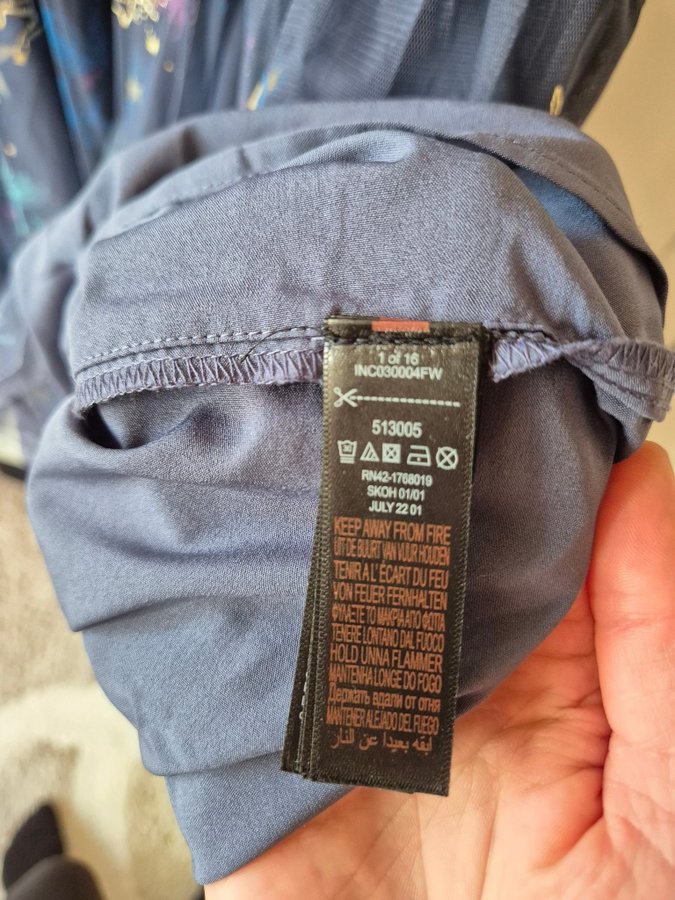 1 of 16
INC030004FW
513005
RN42-1768019
SKOH 01/01
JULY 22 01
KEEP AWAY FROM FIRE
UIT DE BUURT VAN VUUR HOUDEN
TENIR A L'ÉCART DU FEU
VON FEUER FERNHALTEN
ΦΥΛΑΞΤΕ ΤΟ ΜΑΚΡΙΑ ΑΠΟ ΦΩΤΙΑ
TENERE LONTANO DAL FUOCO
HOLD UNNA FLAMMER
MANTENHA LONGE DO FOGO
Держать вдали от огня
MANTENER ALEJADO DEL FUEGO
ابقه بعيدا عن النار